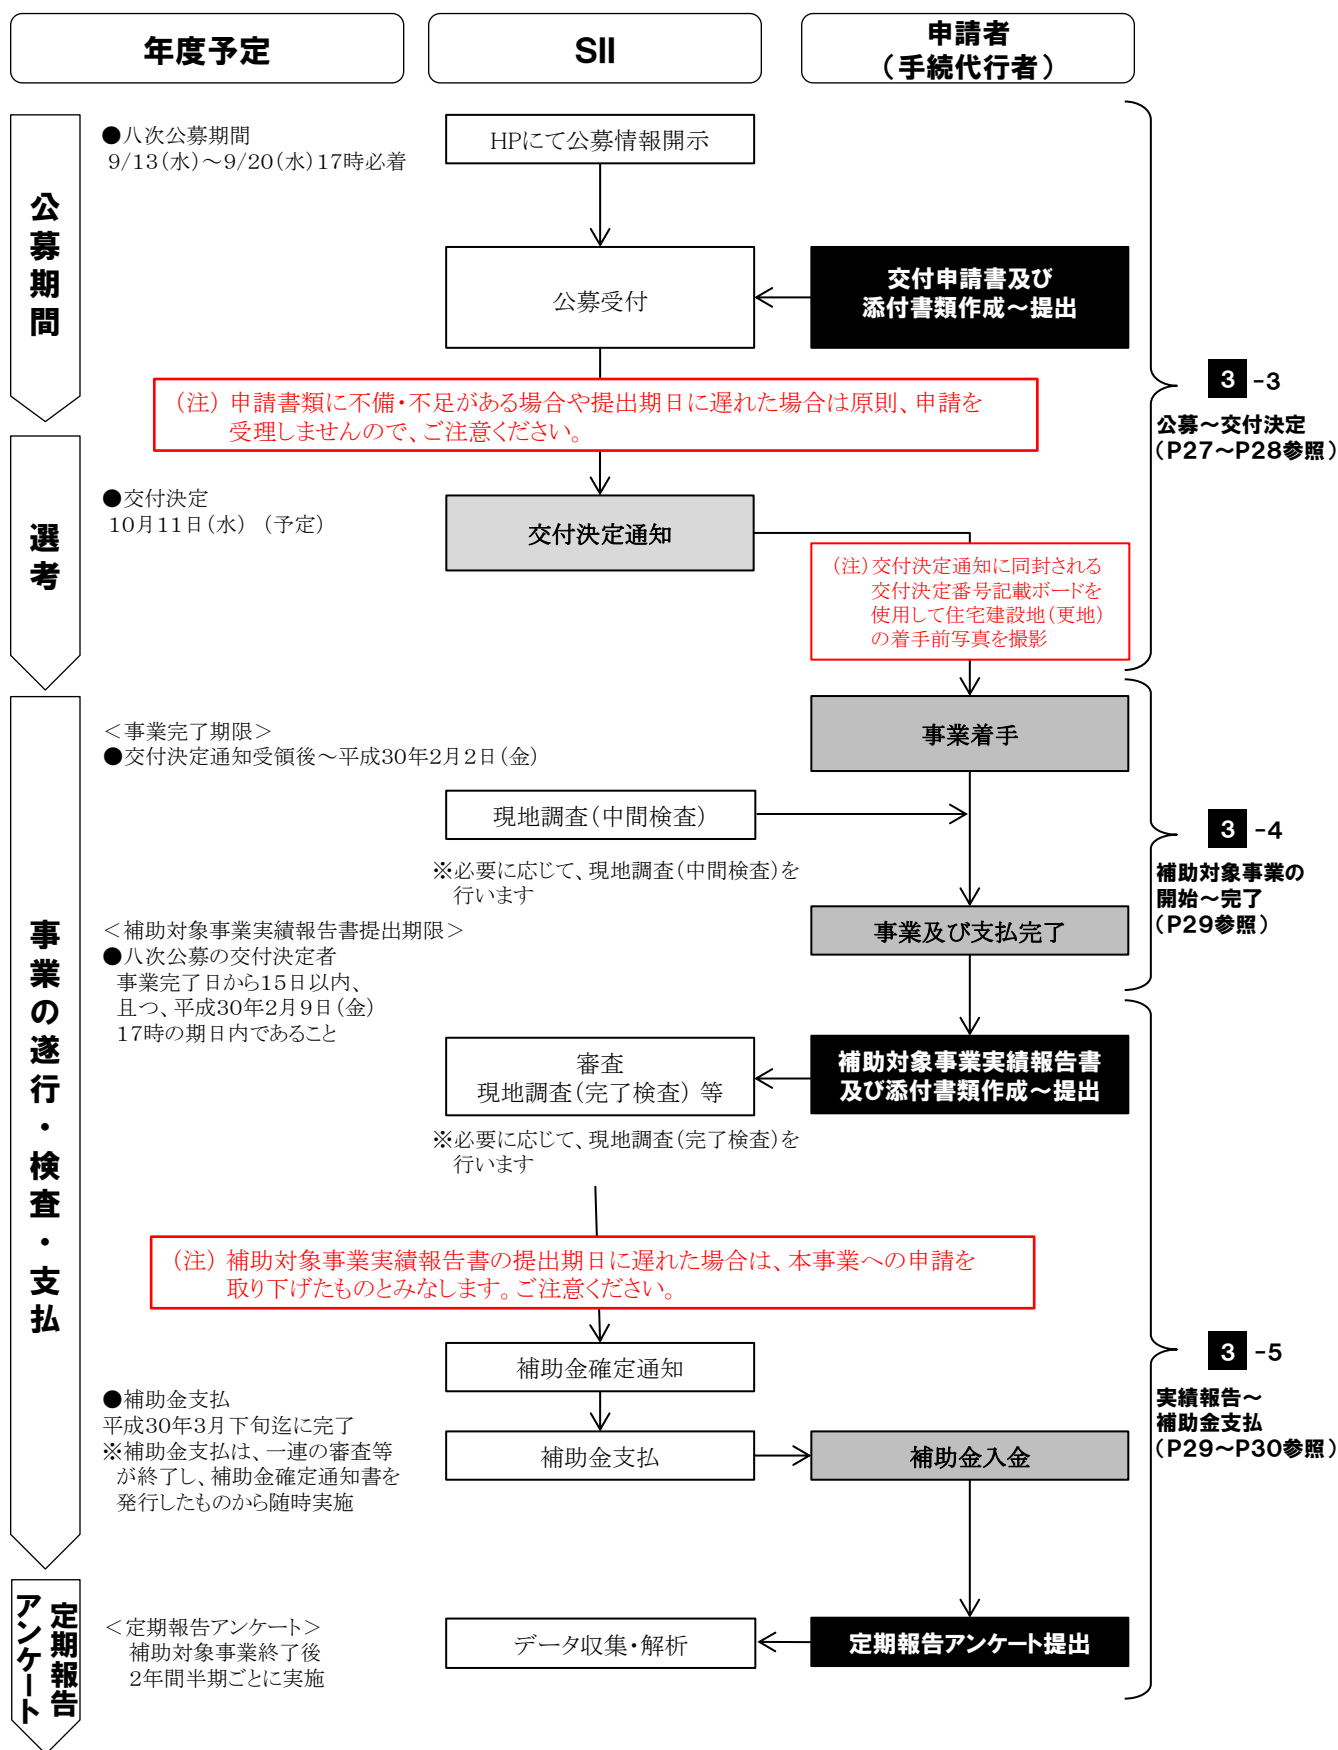 年度予定
SII
申請者
（手続代行者）
公募期間
●八次公募期間
9/13（水）～9/20（水）17時必着
HPにて公募情報開示
公募受付
交付申請書及び
添付書類作成～提出
（注） 申請書類に不備・不足がある場合や提出期日に遅れた場合は原則、申請を
受理しませんので、ご注意ください。
3 -3
公募～交付決定
（P27～P28参照）
選考
●交付決定
10月11日（水） （予定）
交付決定通知
（注）交付決定通知に同封される
交付決定番号記載ボードを
使用して住宅建設地（更地）
の着手前写真を撮影
事業の遂行・検査・支払
＜事業完了期限＞
●交付決定通知受領後～平成30年2月2日（金）
事業着手
現地調査（中間検査）
※必要に応じて、現地調査（中間検査）を
行います
3 -4
補助対象事業の
開始～完了
（P29参照）
事業及び支払完了
＜補助対象事業実績報告書提出期限＞
●八次公募の交付決定者
事業完了日から15日以内、
且つ、平成30年2月9日（金）
17時の期日内であること
審査
現地調査（完了検査） 等
補助対象事業実績報告書
及び添付書類作成～提出
※必要に応じて、現地調査（完了検査）を
行います
（注） 補助対象事業実績報告書の提出期日に遅れた場合は、本事業への申請を
取り下げたものとみなします。ご注意ください。
補助金確定通知
3 -5
実績報告～
補助金支払
（P29～P30参照）
●補助金支払
平成30年3月下旬迄に完了
※補助金支払は、一連の審査等
が終了し、補助金確定通知書を
発行したものから随時実施
補助金支払
補助金入金
定期報告
アンケート
＜定期報告アンケート＞
補助対象事業終了後
2年間半期ごとに実施
データ収集・解析
定期報告アンケート提出